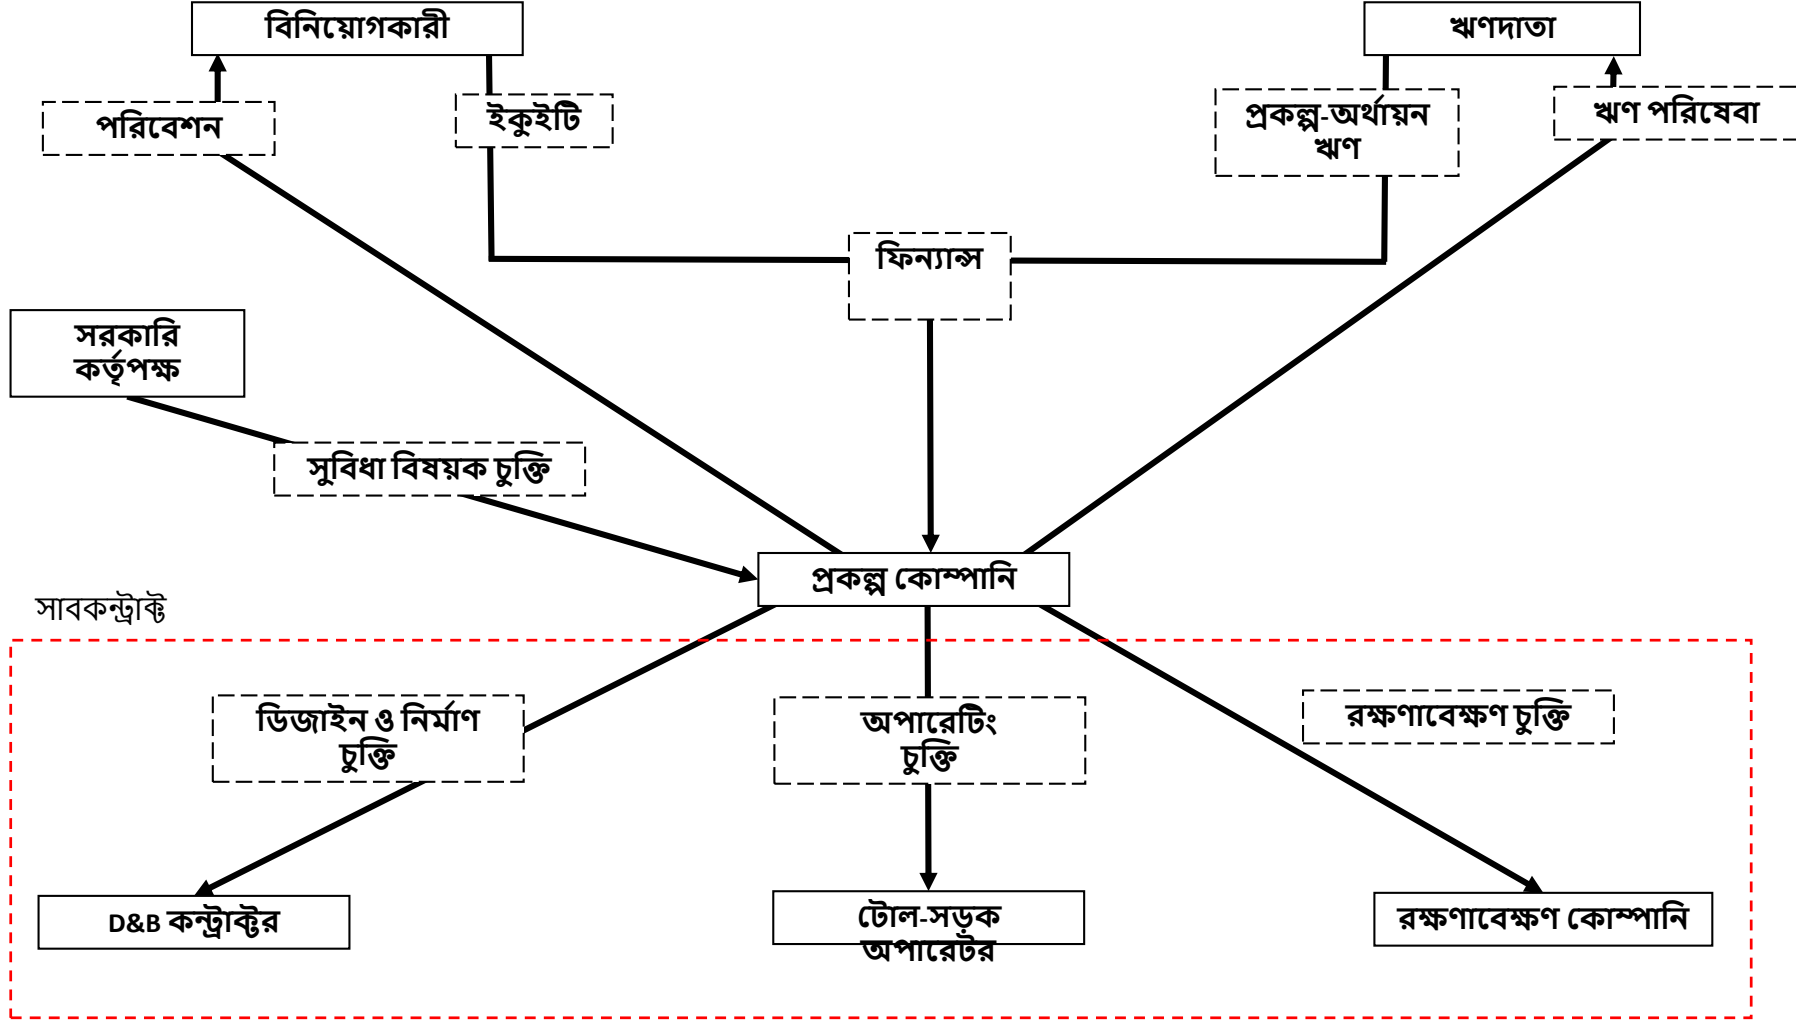 বিনিয়োগকারী
ঋণদাতা
পরিবেশন
ইকুইটি
প্রকল্প-অর্থায়ন
ঋণ
ঋণ পরিষেবা
ফিন্যান্স
সরকারি
কর্তৃপক্ষ
সুবিধা বিষয়ক চুক্তি
প্রকল্প কোম্পানি
সাবকন্ট্রাক্ট
ডিজাইন ও নির্মাণ
চুক্তি
অপারেটিং
চুক্তি
রক্ষণাবেক্ষণ চুক্তি
D&B কন্ট্রাক্টর
টোল-সড়ক
অপারেটর
রক্ষণাবেক্ষণ কোম্পানি